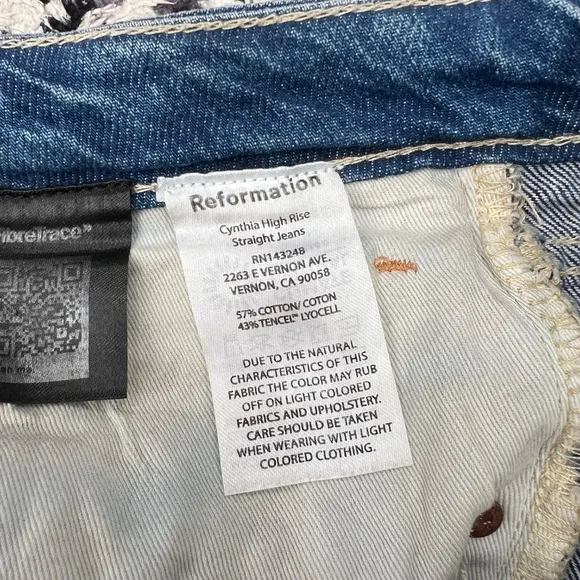 Reformation
Cynthia High Rise
Straight Jeans
RN143248
2263 E VERNON AVE.
VERNON, CA 90058
57% COTTON/ COTON
43% TENCEL™ LYOCELL
DUE TO THE NATURAL
CHARACTERISTICS OF THIS
FABRIC THE COLOR MAY RUB
OFF ON LIGHT COLORED
FABRICS AND UPHOLSTERY.
CARE SHOULD BE TAKEN
WHEN WEARING WITH LIGHT
COLORED CLOTHING.
FibreTrace
me.